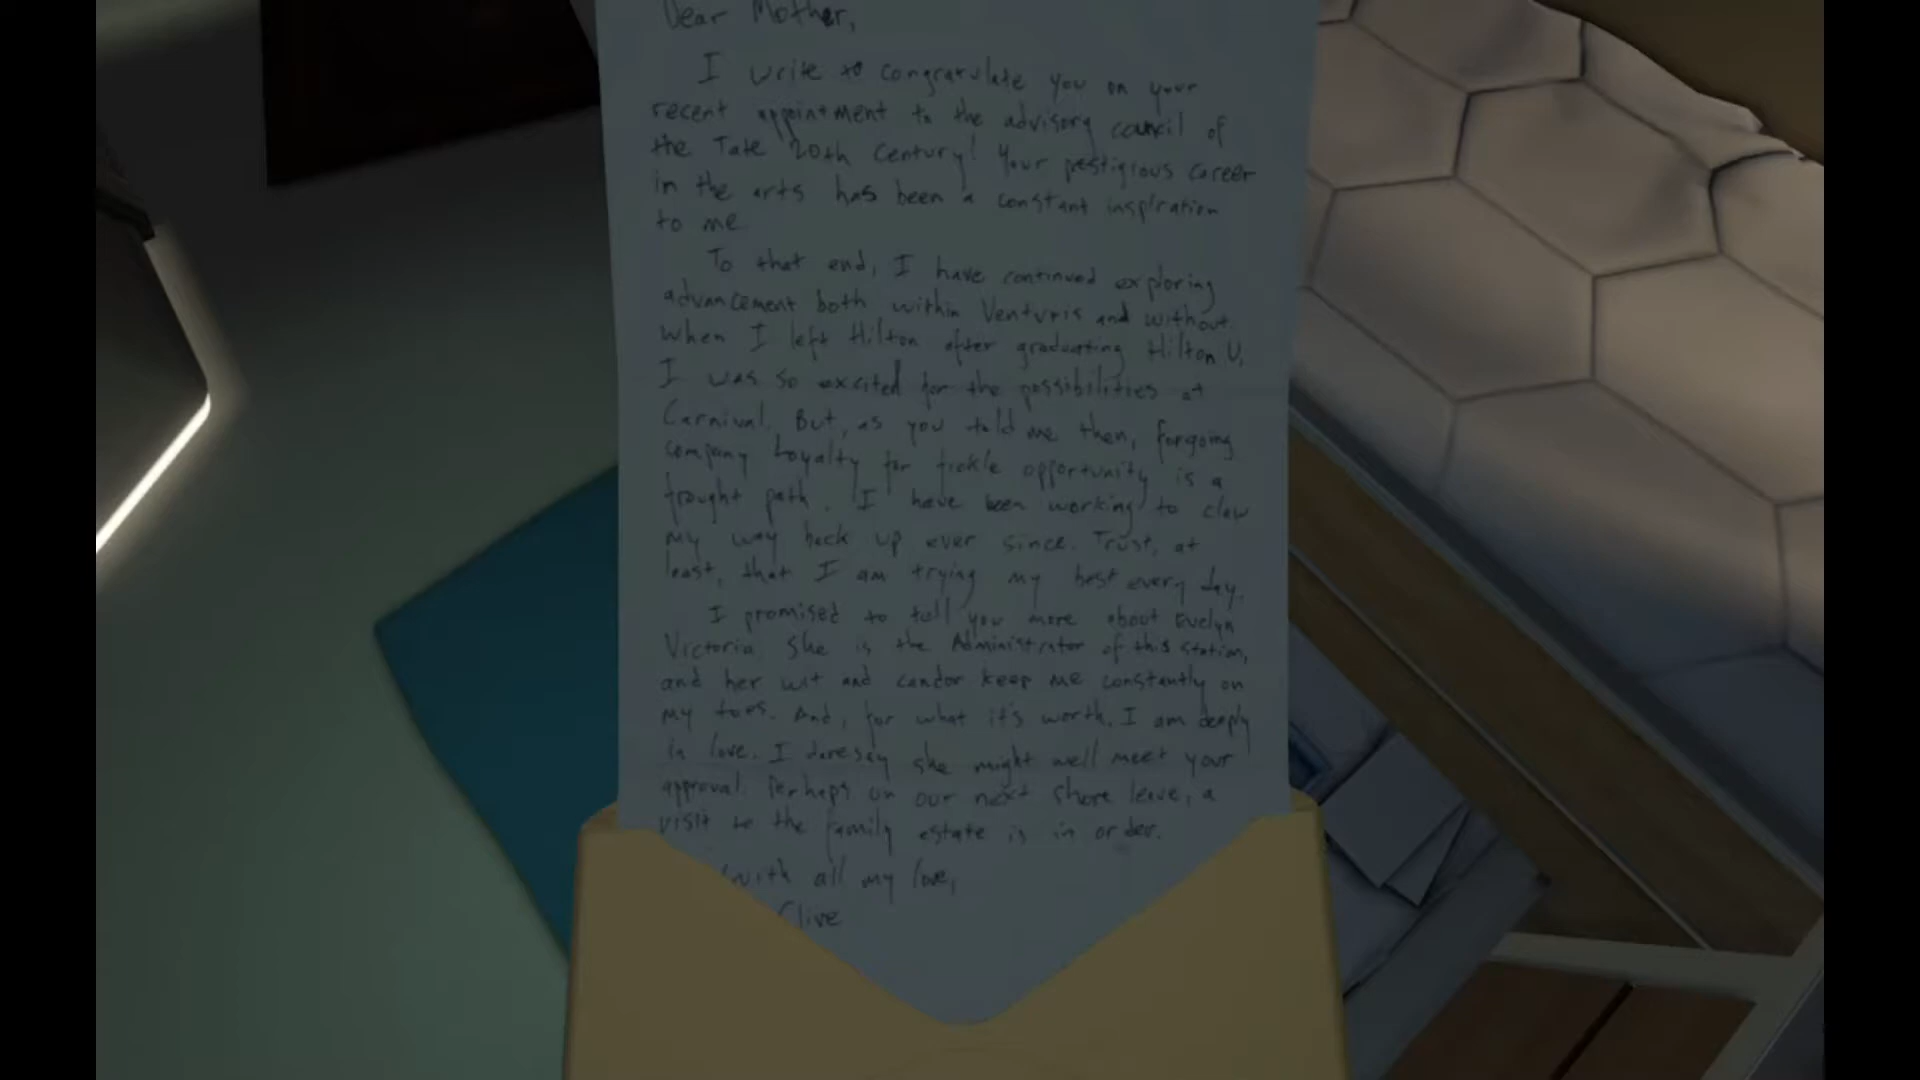 Dear Mother,
I write to congratulate you on your
recent appointment to the advisory council of
the Tate 20th Century! Your prestigious career
in the arts has been a constant inspiration
to me
To that end, I have continued exploring
advancement both within Venturis and without.
When I left Hilton after graduating Hilton U,
I was so excited for the possibilities at
Carnival. But, as you told me then, forgoing
company loyalty for fickle opportunity is a
fraught path. I have been working to claw
my way back up ever since. Trust, at
least, that I am trying my best every day.
I promised to tell you more about Evelyn
Victoria. She is the Administrator of this station,
and her wit and candor keep me constantly on
my toes. And, for what it's worth, I am deeply
in love. I daresay she might well meet your
approval. Perhaps on our next shore leave, a
visit to the family estate is in order.
With all my love,
Clive